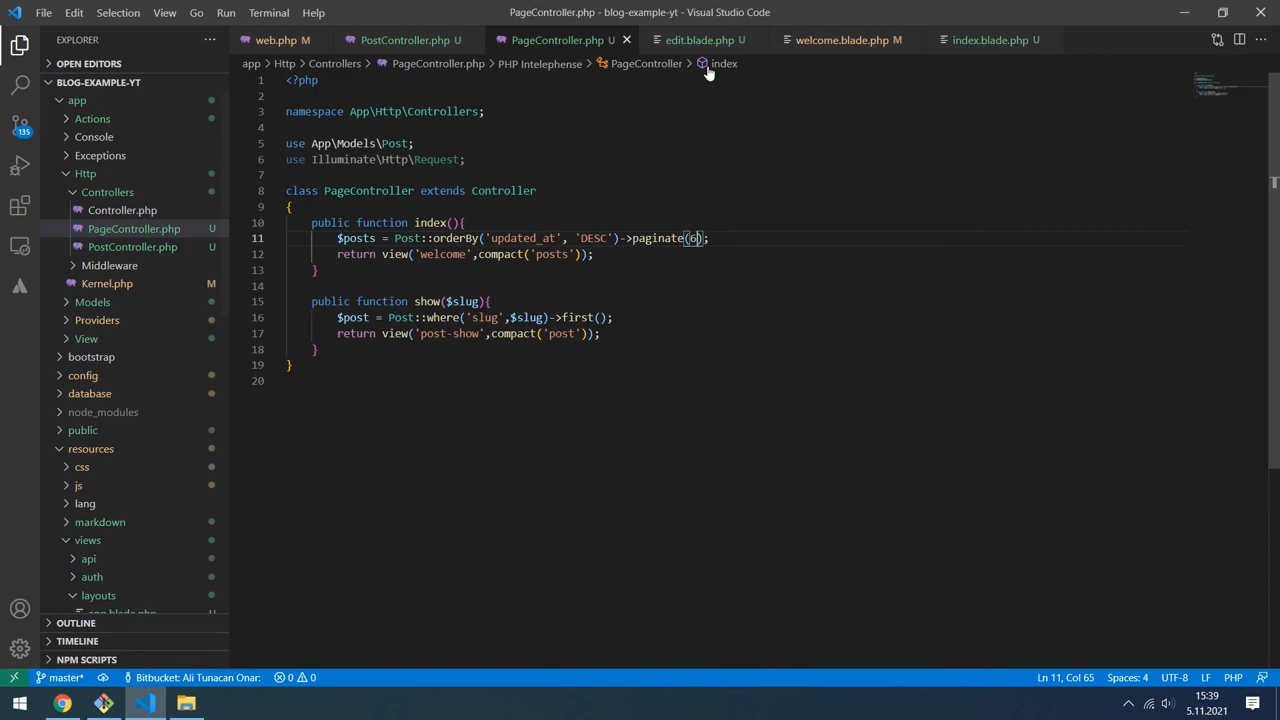 File Edit Selection View Go Run Terminal Help
PageController.php - blog-example-yt - Visual Studio Code
EXPLORER
OPEN EDITORS
BLOG-EXAMPLE-YT
app
Actions
Console
Exceptions
Http
Controllers
Controller.php
PageController.php U
PostController.php U
Middleware
Kernel.php M
Models
Providers
View
bootstrap
config
database
node_modules
public
resources
css
js
lang
markdown
views
api
auth
layouts
app.blade.php U
OUTLINE
TIMELINE
NPM SCRIPTS
135
web.php M
PostController.php U
PageController.php U
edit.blade.php U
welcome.blade.php M
index.blade.php U
app > Http > Controllers > PageController.php > PHP Intelephense > PageController > index
1 <?php
2
3 namespace App\Http\Controllers;
4
5 use App\Models\Post;
6 use Illuminate\Http\Request;
7
8 class PageController extends Controller
9 {
10 public function index(){
11 $posts = Post::orderBy('updated_at', 'DESC')->paginate(6);
12 return view('welcome',compact('posts'));
13 }
14
15 public function show($slug){
16 $post = Post::where('slug',$slug)->first();
17 return view('post-show',compact('post'));
18 }
19 }
20
master* Bitbucket: Ali Tunacan Onar: 0 0
Ln 11, Col 65 Spaces: 4 UTF-8 LF PHP
15:39
5.11.2021